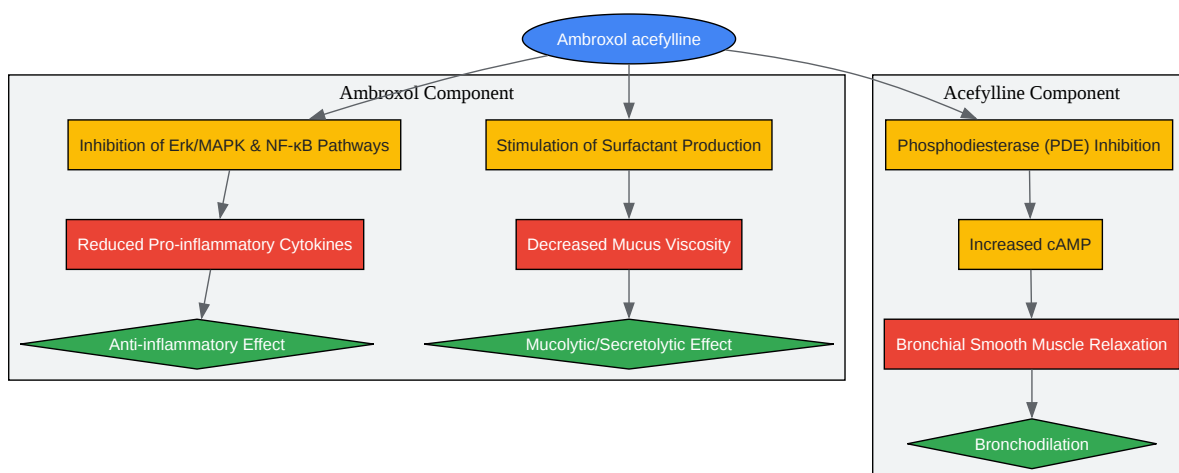 Ambroxol acefylline
Ambroxol Component
Acefylline Component
Inhibition of Erk/MAPK & NF-κB Pathways
Stimulation of Surfactant Production
Phosphodiesterase (PDE) Inhibition
Reduced Pro-inflammatory Cytokines
Decreased Mucus Viscosity
Increased cAMP
Anti-inflammatory Effect
Mucolytic/Secretolytic Effect
Bronchial Smooth Muscle Relaxation
Bronchodilation